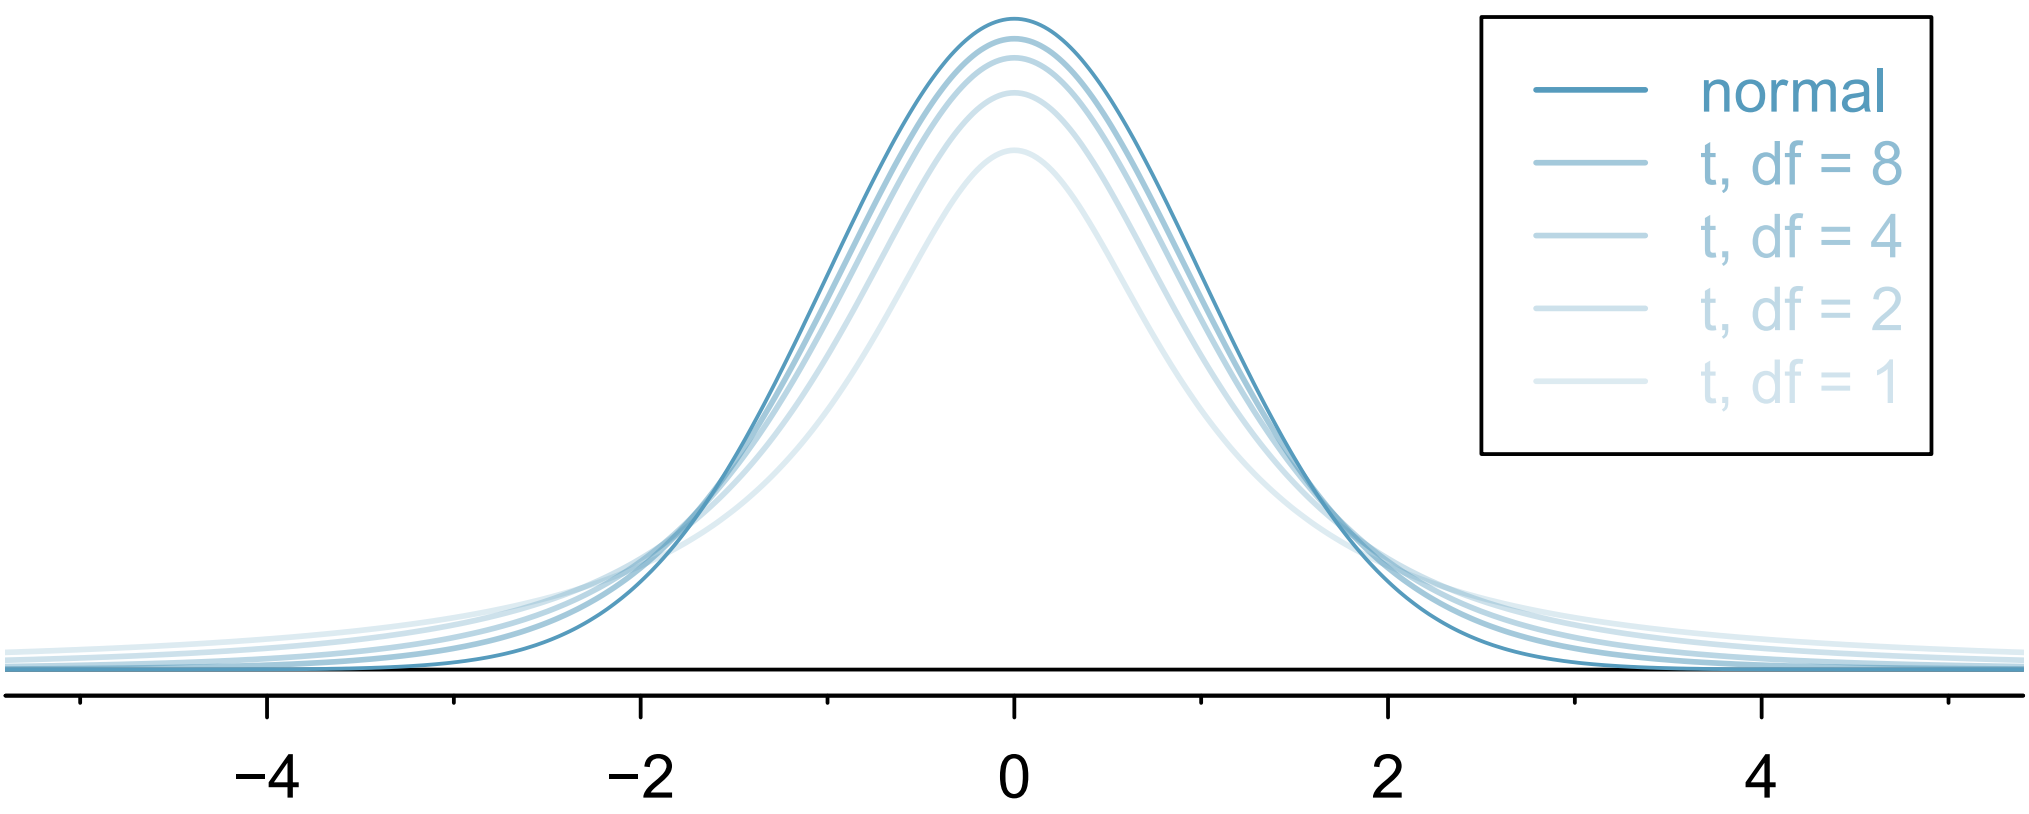 normal
t, df = 8
t, df = 4
t, df = 2
t, df = 1
−4 −2 0 2 4